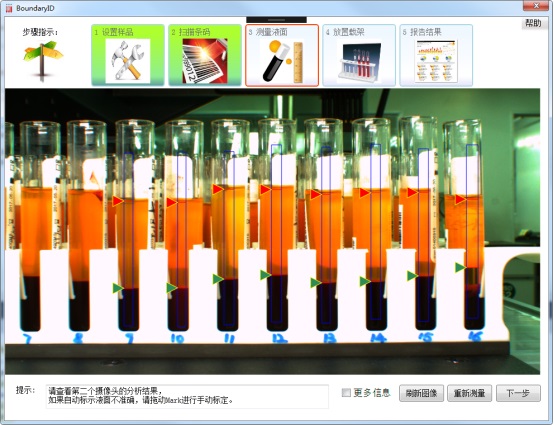 BoundaryID
帮助
步骤指示:
1 设置样品
2 扫描条码
3 测量液面
4 放置载架
5 报告结果
7 8 9 10 11 12 13 14 15 16
提示:
请查看第二个摄像头的分析结果,
如果自动标示液面不准确,请拖动Mark进行手动标定。
更多信息
刷新图像
重新测量
下一步